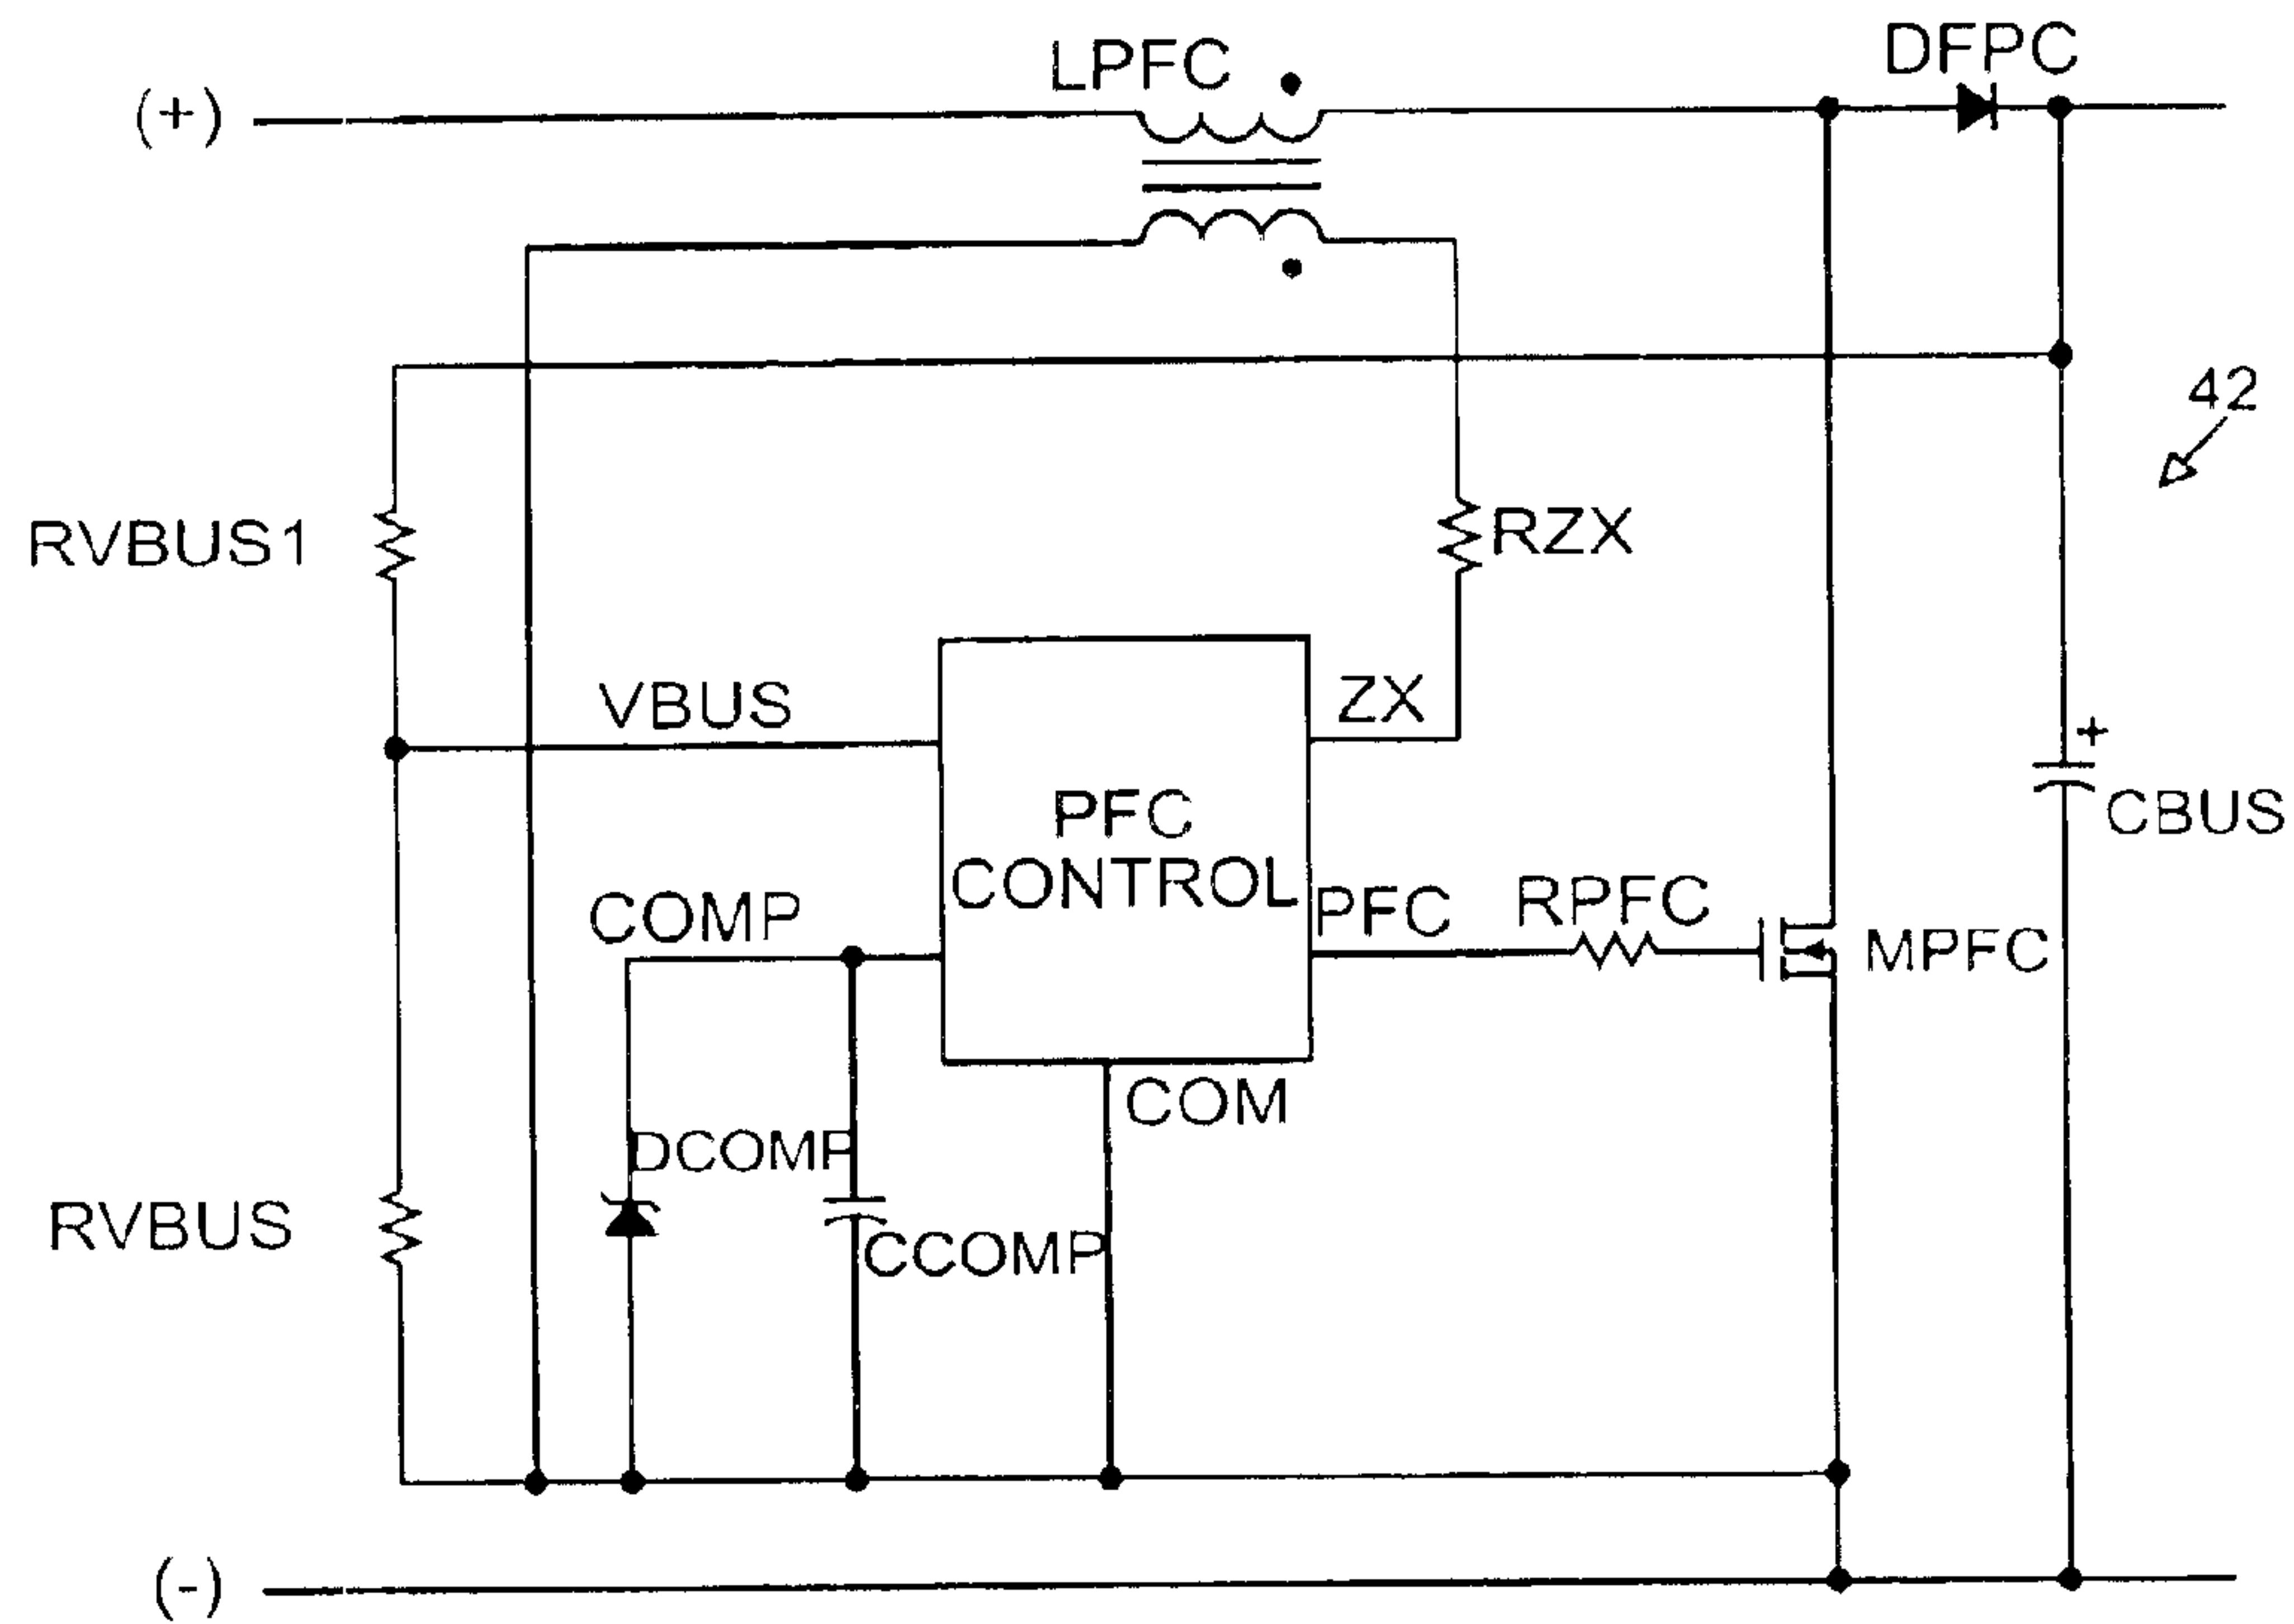 LPFC
DFPC
(+)
42
RVBUS1
RZX
VBUS
ZX
+
PFC
CONTROL
CBUS
COMP
PFC
RPFC
MPFC
COM
DCOMP
RVBUS
CCOMP
(-)